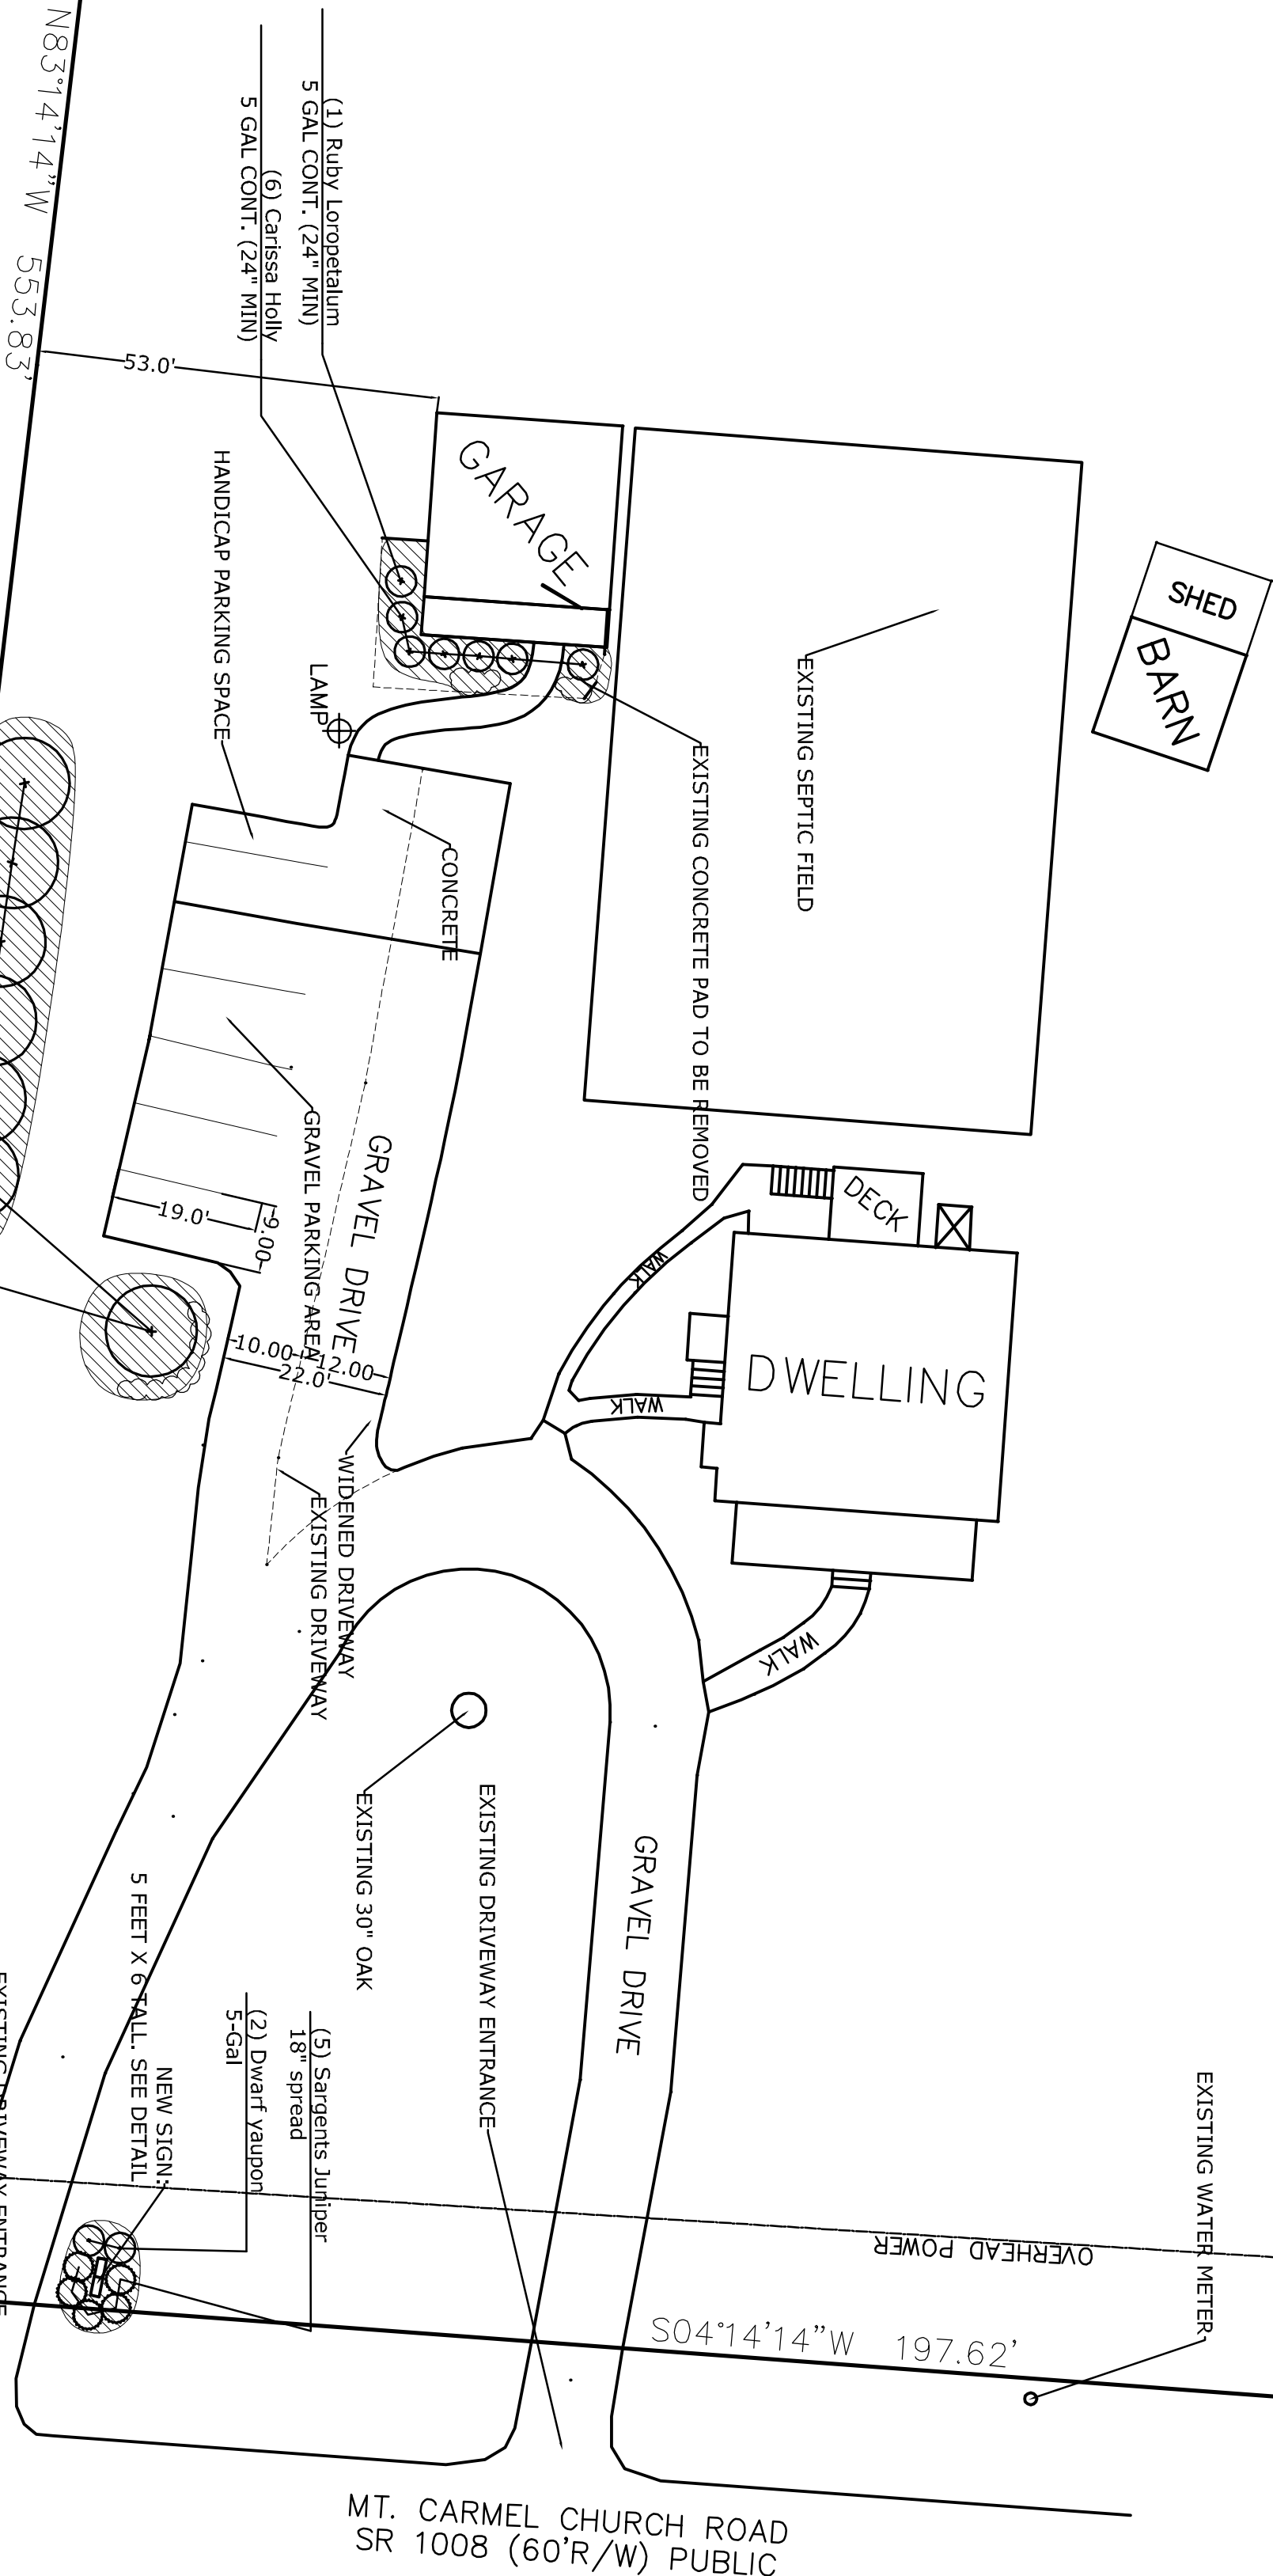 N83°14'14"W 553.83'
(1) Ruby Loropetalum
5 GAL CONT. (24" MIN)
(6) Carissa Holly
5 GAL CONT. (24" MIN)
53.0'
GARAGE
SHED
BARN
HANDICAP PARKING SPACE
LAMP
EXISTING SEPTIC FIELD
EXISTING CONCRETE PAD TO BE REMOVED
CONCRETE
GRAVEL PARKING AREA
GRAVEL DRIVE
19.0'
9.00
10.00
12.00
22.0'
DECK
WALK
WALK
DWELLING
WALK
WIDENED DRIVEWAY
EXISTING DRIVEWAY
EXISTING 30" OAK
EXISTING DRIVEWAY ENTRANCE
GRAVEL DRIVE
5 FEET X 6 TALL. SEE DETAIL
NEW SIGN:
(2) Dwarf yaupon
5-Gal
(5) Sargents Juniper
18" spread
EXISTING DRIVEWAY ENTRANCE
OVERHEAD POWER
EXISTING WATER METER
S04°14'14"W 197.62'
MT. CARMEL CHURCH ROAD
SR 1008 (60'R/W) PUBLIC